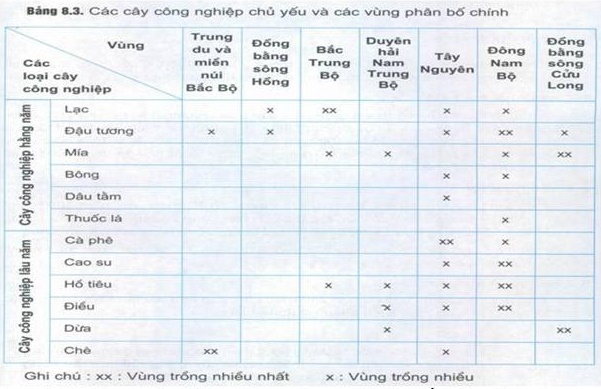 Bảng 8.3. Các cây công nghiệp chủ yếu và các vùng phân bố chính
Vùng
Các
loại cây
công nghiệp
Trung
du và
miền
núi
Bắc Bộ
Đồng
bằng
sông
Hồng
Bắc
Trung
Bộ
Duyên
hải
Nam
Trung
Bộ
Tây
Nguyên
Đông
Nam
Bộ
Đồng
bằng
sông
Cửu
Long
Cây công nghiệp hằng năm
Lạc x xx x x
Đậu tương x x x xx x
Mía x x x xx
Bông x x
Dâu tằm x
Thuốc lá x
Cây công nghiệp lâu năm
Cà phê xx x
Cao su x xx
Hồ tiêu x x x xx
Điều x x xx
Dừa x xx
Chè xx x
Ghi chú : xx : Vùng trồng nhiều nhất x : Vùng trồng nhiều